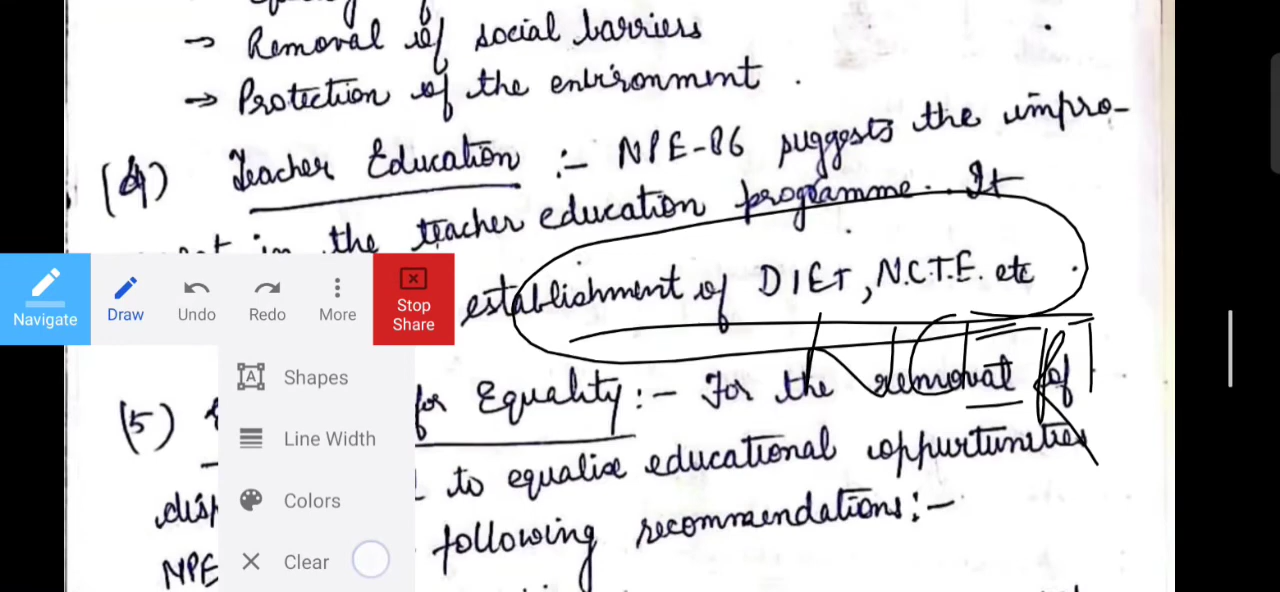 → Removal of social barriers
→ Protection of the environment .
(4) Teacher Education :- NPE-86 suggests the impro-
in the teacher education programme. It
establishment of DIET, N.C.T.E. etc .
(5) for Equality :- For the removal of
to equalise educational oppurtunities
NPE following recommendations :-
Navigate
Draw
Undo
Redo
More
Stop
Share
Shapes
Line Width
Colors
Clear